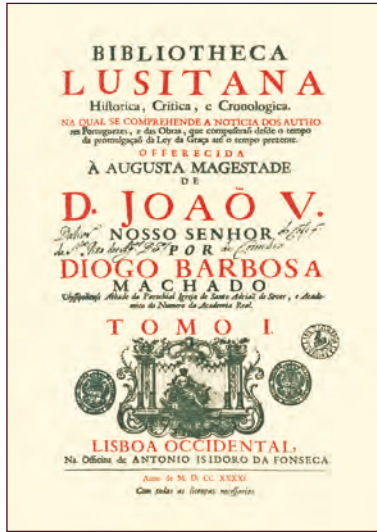 BIBLIOTHECA
LUSITANA
Historica, Critica, e Cronologica.
NA QUAL SE COMPREHENDE A NOTICIA DOS AUTHO-
res Portuguezes, e das Obras, que compuseraõ desde o tempo
da promulgaçaõ da Ley da Graça até o tempo prezente.
OFFERECIDA
À AUGUSTA MAGESTADE
DE
D. JOAÕ V.
NOSSO SENHOR
POR
DIOGO BARBOSA
MACHADO
Ulyssiponense Abbade da Parochial Igreja de Santo Adriaõ de Sever, e Acade-
mico do Numero da Academia Real.
TOMO I.
LISBOA OCCIDENTAL,
Na Officina de ANTONIO ISIDORO DA FONSECA
Anno de M. D. CC. XXXXI.
Com todas as licenças necessarias.